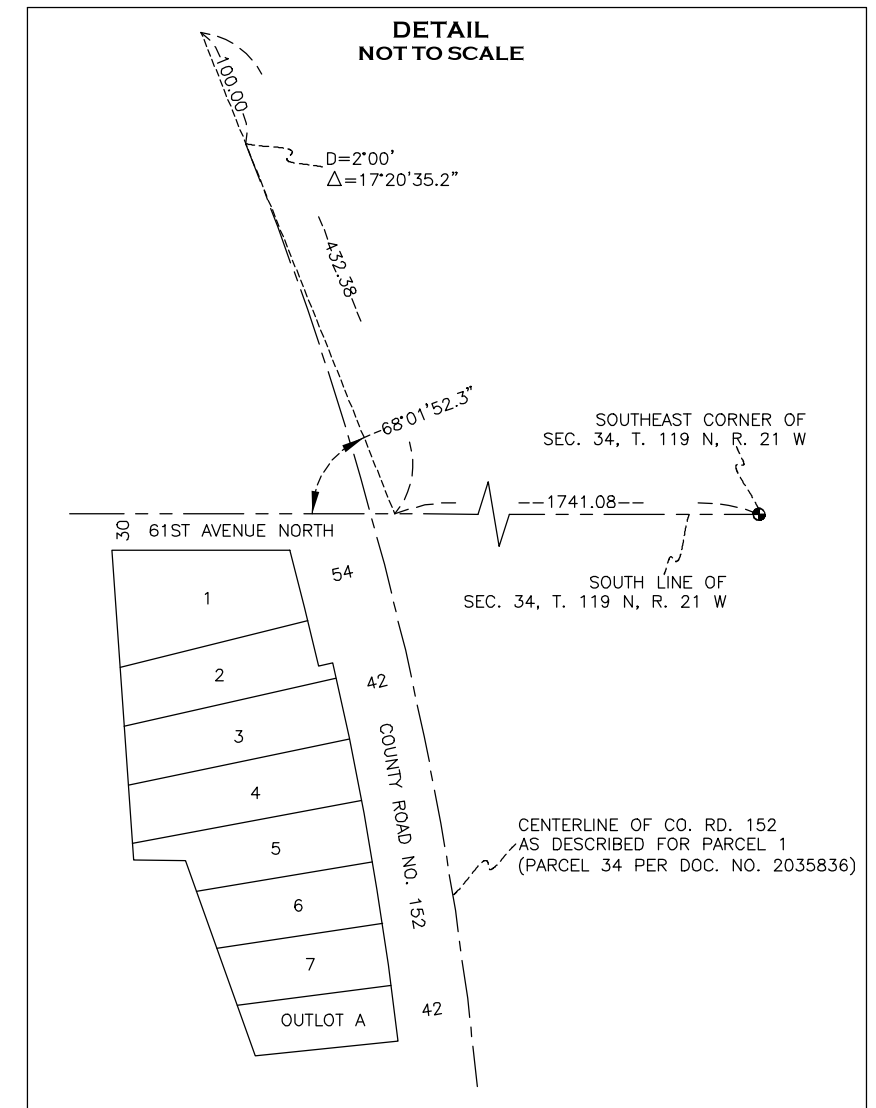 DETAIL
NOT TO SCALE
100.00
D=2°00'
△=17°20'35.2"
432.38
68°01'52.3"
SOUTHEAST CORNER OF
SEC. 34, T. 119 N, R. 21 W
1741.08
30
61ST AVENUE NORTH
SOUTH LINE OF
SEC. 34, T. 119 N, R. 21 W
54
1
2
42
3
COUNTY ROAD NO. 152
4
CENTERLINE OF CO. RD. 152
AS DESCRIBED FOR PARCEL 1
(PARCEL 34 PER DOC. NO. 2035836)
5
6
7
42
OUTLOT A